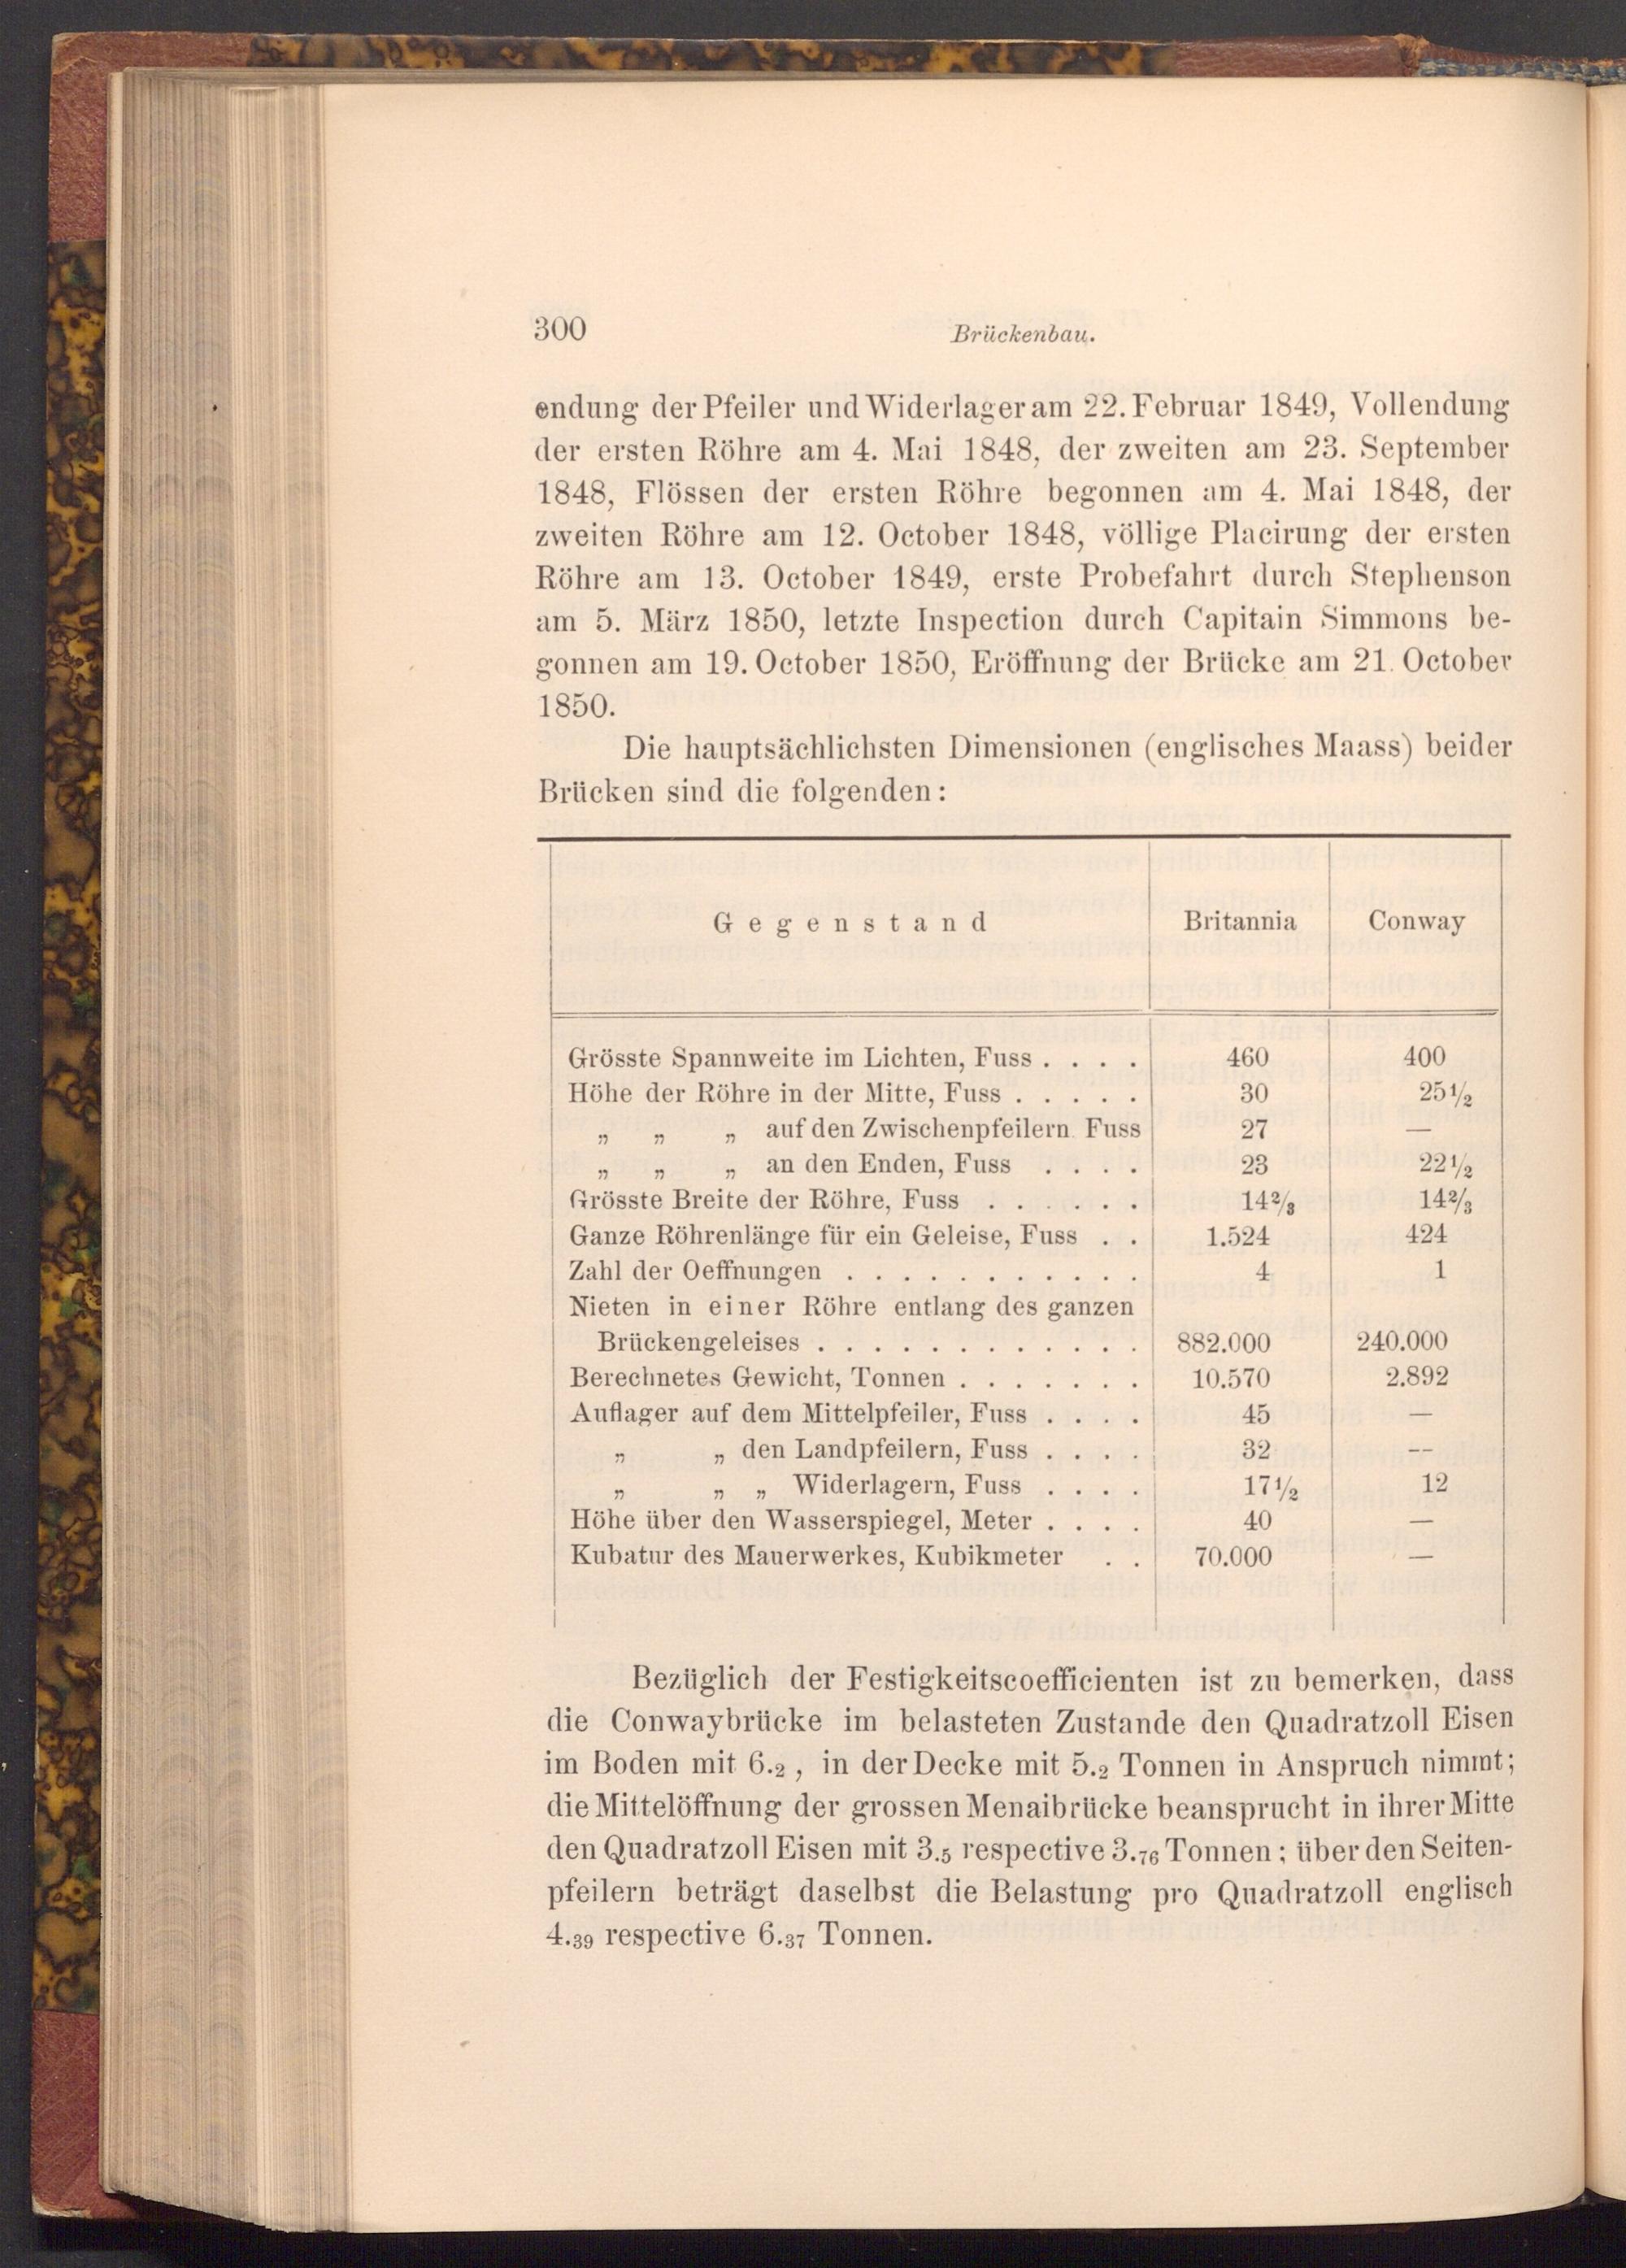 300
Brückenbau.
endung der Pfeiler und Widerlager am 22. Februar 1849, Vollendung
der ersten Röhre am 4. Mai 1848, der zweiten am 23. September
1848, Flössen der ersten Röhre begonnen am 4. Mai 1848, der
zweiten Röhre am 12. October 1848, völlige Placirung der ersten
Röhre am 13. October 1849, erste Probefahrt durch Stephenson
am 5. März 1850, letzte Inspection durch Capitain Simmons be-
gonnen am 19. October 1850, Eröffnung der Brücke am 21. October
1850.
Die hauptsächlichsten Dimensionen (englisches Maass) beider
Brücken sind die folgenden:
Gegenstand Britannia Conway
Grösste Spannweite im Lichten, Fuss . . . . 460 400
Höhe der Röhre in der Mitte, Fuss . . . . . 30 25 1/2
„ „ „ auf den Zwischenpfeilern Fuss 27 —
„ „ „ an den Enden, Fuss . . . . 23 22 1/2
Grösste Breite der Röhre, Fuss . . . . . . 14 2/3 14 2/3
Ganze Röhrenlänge für ein Geleise, Fuss . . 1.524 424
Zahl der Oeffnungen . . . . . . . . . . . 4 1
Nieten in einer Röhre entlang des ganzen
Brückengeleises . . . . . . . . . . . . 882.000 240.000
Berechnetes Gewicht, Tonnen . . . . . . . 10.570 2.892
Auflager auf dem Mittelpfeiler, Fuss . . . . 45 —
„ „ den Landpfeilern, Fuss . . . . 32 —
„ „ „ Widerlagern, Fuss . . . . 17 1/2 12
Höhe über den Wasserspiegel, Meter . . . . 40 —
Kubatur des Mauerwerkes, Kubikmeter . . 70.000 —
Bezüglich der Festigkeitscoefficienten ist zu bemerken, dass
die Conwaybrücke im belasteten Zustande den Quadratzoll Eisen
im Boden mit 6.2, in der Decke mit 5.2 Tonnen in Anspruch nimmt;
die Mittelöffnung der grossen Menaibrücke beansprucht in ihrer Mitte
den Quadratzoll Eisen mit 3.5 respective 3.76 Tonnen; über den Seiten-
pfeilern beträgt daselbst die Belastung pro Quadratzoll englisch
4.39 respective 6.37 Tonnen.